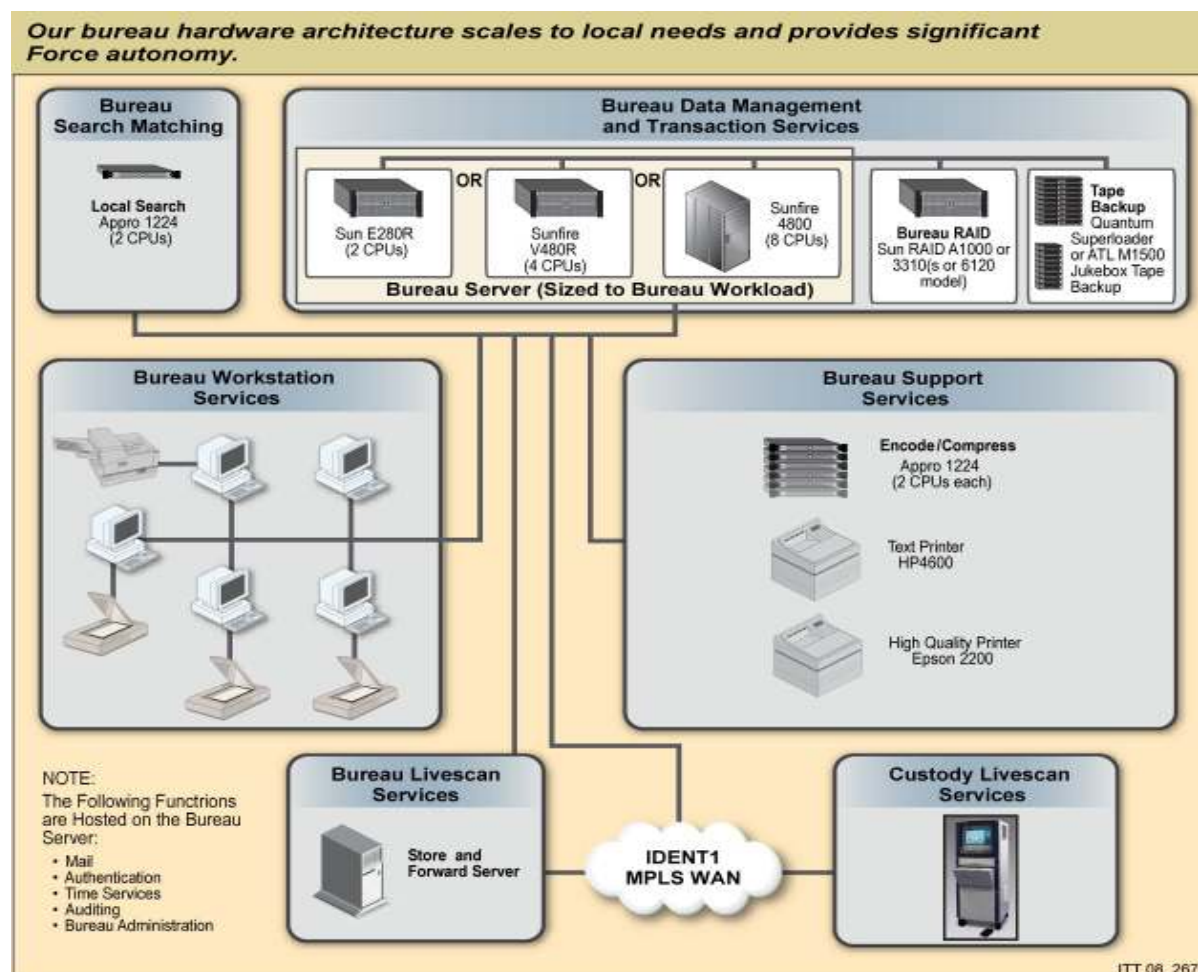 Our bureau hardware architecture scales to local needs and provides significant
Force autonomy.
Bureau
Search Matching
Local Search
Appro 1224
(2 CPUs)
Bureau Data Management
and Transaction Services
Sun E280R
(2 CPUs)
OR
Sunfire
V480R
(4 CPUs)
OR
Sunfire
4800
(8 CPUs)
Bureau Server (Sized to Bureau Workload)
Bureau RAID
Sun RAID A1000 or
3310(s or 6120
model)
Tape
Backup
Quantum
Superloader
or ATL M1500
Jukebox Tape
Backup
Bureau Workstation
Services
Bureau Support
Services
Encode/Compress
Appro 1224
(2 CPUs each)
Text Printer
HP4600
High Quality Printer
Epson 2200
NOTE:
The Following Functrions
are Hosted on the Bureau
Server:
• Mail
• Authentication
• Time Services
• Auditing
• Bureau Administration
Bureau Livescan
Services
Store and
Forward Server
IDENT1
MPLS WAN
Custody Livescan
Services
ITT 08_267